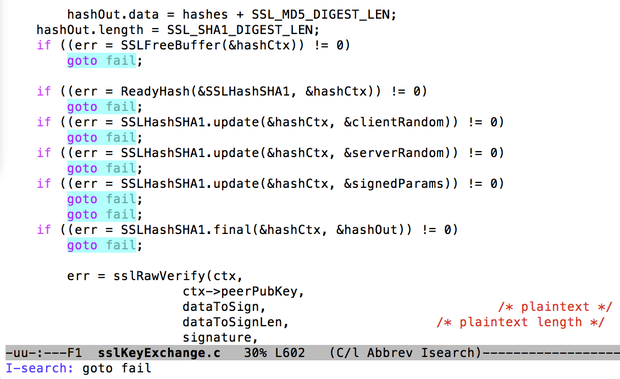 hashOut.data = hashes + SSL_MD5_DIGEST_LEN;
hashOut.length = SSL_SHA1_DIGEST_LEN;
if ((err = SSLFreeBuffer(&hashCtx)) != 0)
goto fail;
if ((err = ReadyHash(&SSLHashSHA1, &hashCtx)) != 0)
goto fail;
if ((err = SSLHashSHA1.update(&hashCtx, &clientRandom)) != 0)
goto fail;
if ((err = SSLHashSHA1.update(&hashCtx, &serverRandom)) != 0)
goto fail;
if ((err = SSLHashSHA1.update(&hashCtx, &signedParams)) != 0)
goto fail;
goto fail;
if ((err = SSLHashSHA1.final(&hashCtx, &hashOut)) != 0)
goto fail;
err = sslRawVerify(ctx,
ctx->peerPubKey,
dataToSign, /* plaintext */
dataToSignLen, /* plaintext length */
signature,
-uu-:---F1 sslKeyExchange.c 30% L602 (C/l Abbrev Isearch)------------------
I-search: goto fail